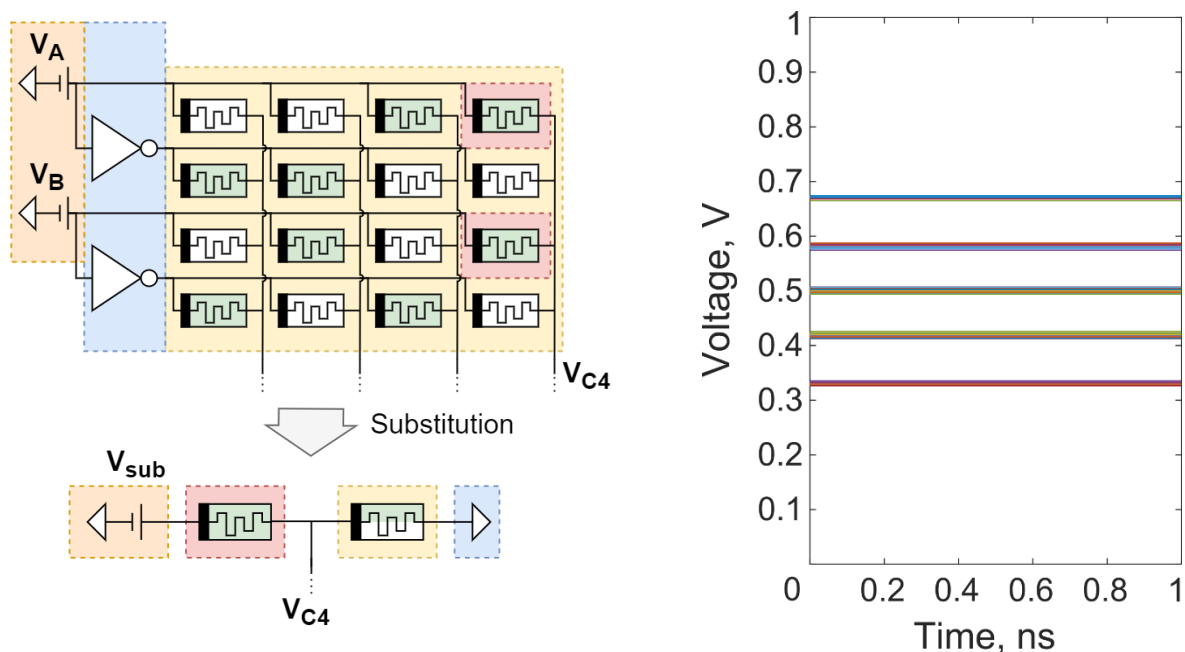 V_A
V_B
V_C4
Substitution
V_sub
V_C4
1
0.9
0.8
0.7
0.6
0.5
0.4
0.3
0.2
0.1
0 0.2 0.4 0.6 0.8 1
Voltage, V
Time, ns